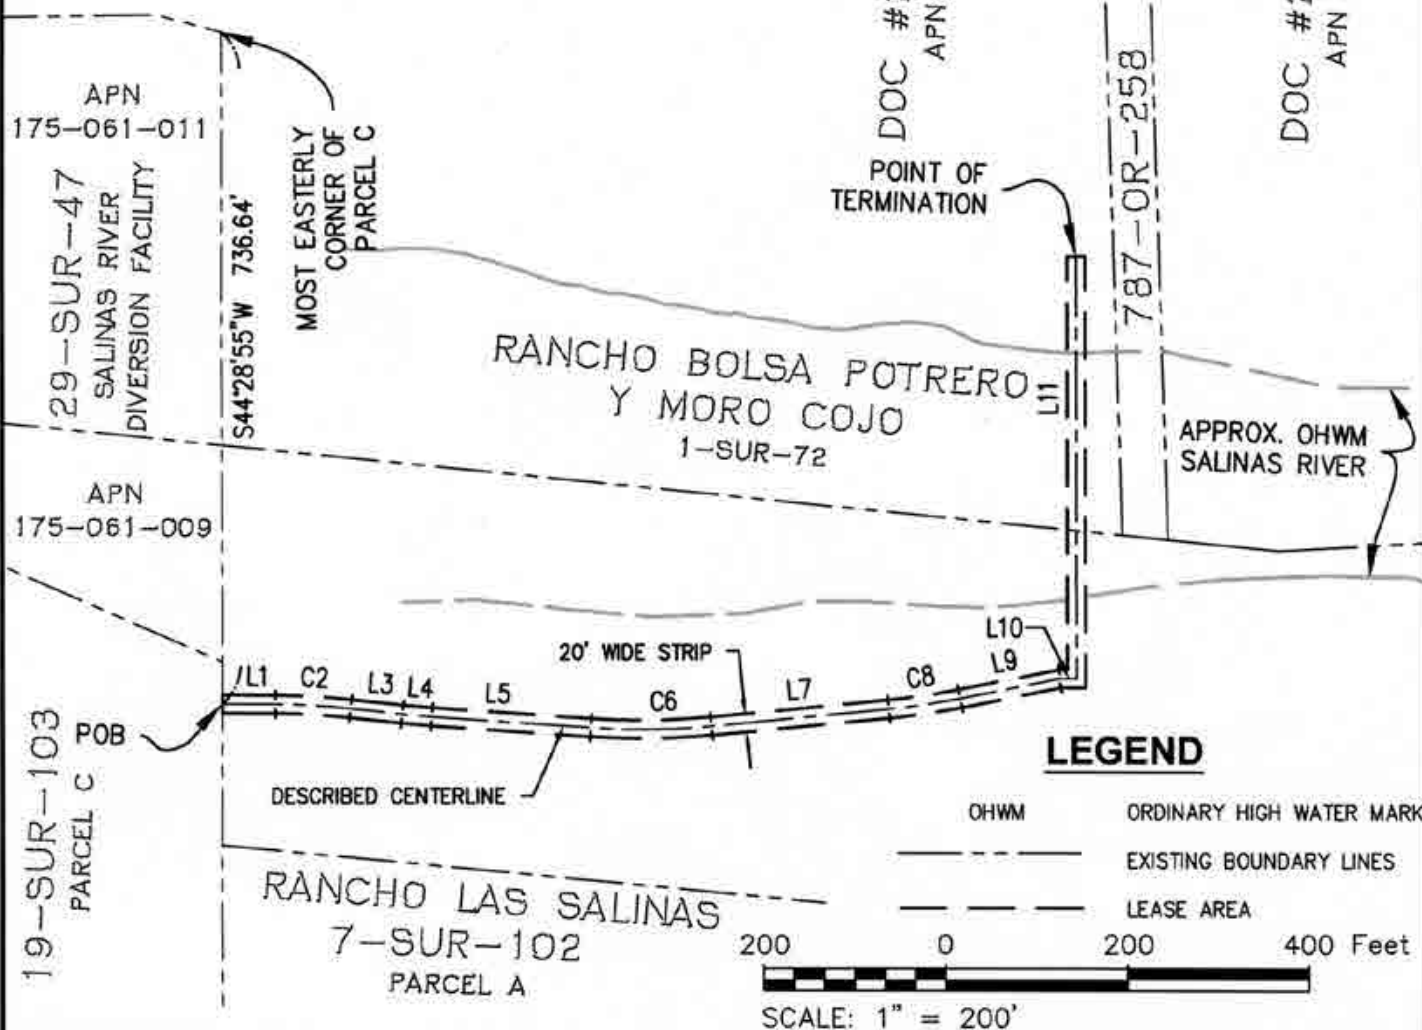 DOC #
APN
DOC #
APN
APN
175-061-011
29-SUR-47
SALINAS RIVER
DIVERSION FACILITY
S44°28'55"W 736.64'
MOST EASTERLY
CORNER OF
PARCEL C
POINT OF
TERMINATION
787-OR-258
RANCHO BOLSA POTRERO
Y MORO COJO
1-SUR-72
L11
APPROX. OHWM
SALINAS RIVER
APN
175-061-009
L10
20' WIDE STRIP
L1
C2
L3
L4
L5
C6
L7
C8
L9
POB
19-SUR-103
PARCEL C
DESCRIBED CENTERLINE
RANCHO LAS SALINAS
7-SUR-102
PARCEL A
LEGEND
OHWM ORDINARY HIGH WATER MARK
EXISTING BOUNDARY LINES
LEASE AREA
200 0 200 400 Feet
SCALE: 1" = 200'